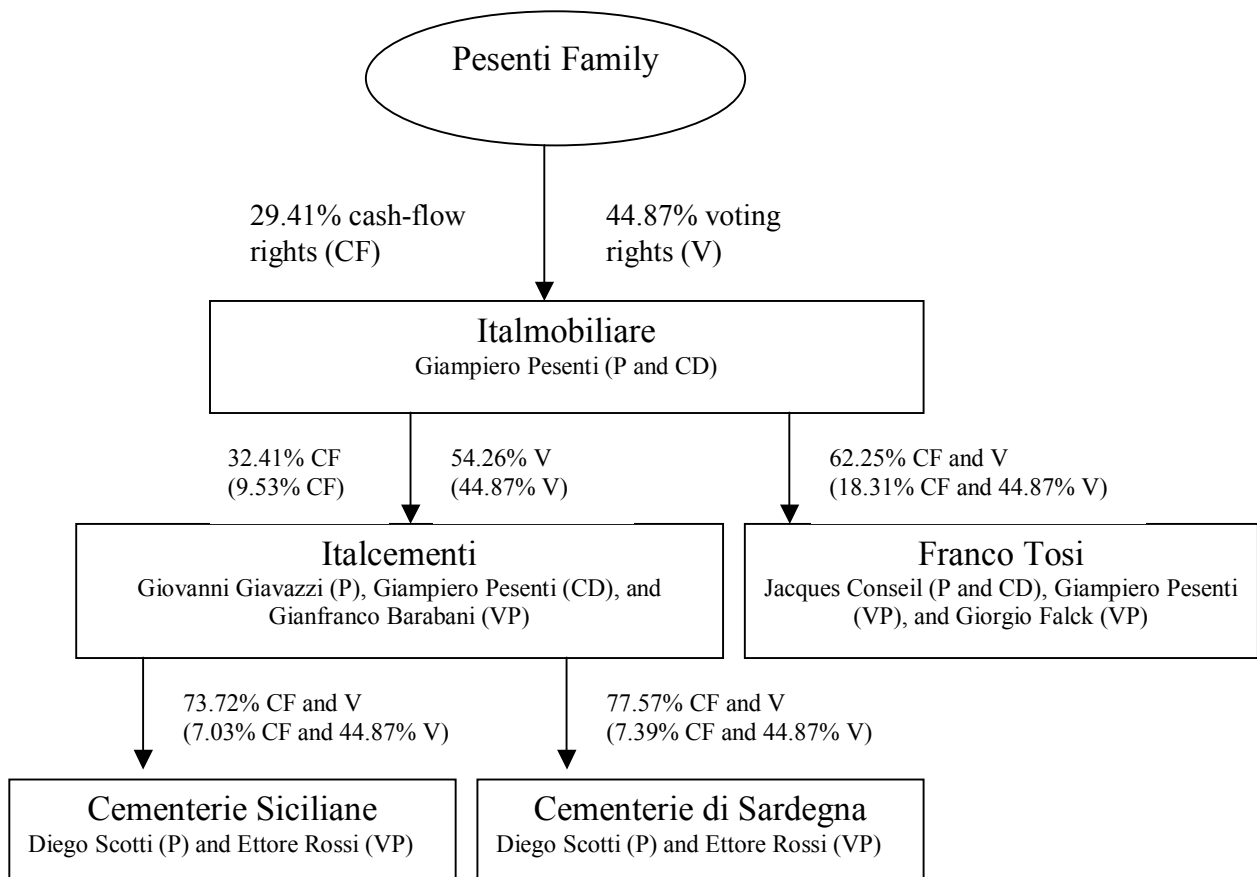 Pesenti Family
29.41% cash-flow
rights (CF)
44.87% voting
rights (V)
Italmobiliare
Giampiero Pesenti (P and CD)
32.41% CF
(9.53% CF)
54.26% V
(44.87% V)
62.25% CF and V
(18.31% CF and 44.87% V)
Italcementi
Giovanni Giavazzi (P), Giampiero Pesenti (CD), and
Gianfranco Barabani (VP)
Franco Tosi
Jacques Conseil (P and CD), Giampiero Pesenti
(VP), and Giorgio Falck (VP)
73.72% CF and V
(7.03% CF and 44.87% V)
77.57% CF and V
(7.39% CF and 44.87% V)
Cementerie Siciliane
Diego Scotti (P) and Ettore Rossi (VP)
Cementerie di Sardegna
Diego Scotti (P) and Ettore Rossi (VP)